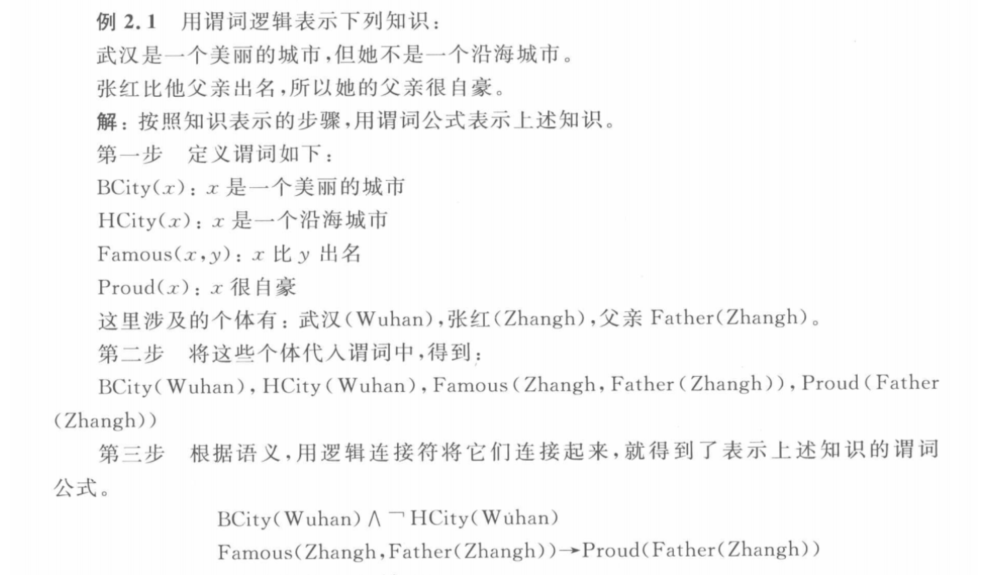 例 2.1 用谓词逻辑表示下列知识：
武汉是一个美丽的城市，但她不是一个沿海城市。
张红比他父亲出名，所以她的父亲很自豪。
解：按照知识表示的步骤，用谓词公式表示上述知识。
第一步 定义谓词如下：
BCity(x)：x 是一个美丽的城市
HCity(x)：x 是一个沿海城市
Famous(x,y)：x 比 y 出名
Proud(x)：x 很自豪
这里涉及的个体有：武汉(Wuhan)，张红(Zhangh)，父亲 Father(Zhangh)。
第二步 将这些个体代入谓词中，得到：
BCity(Wuhan)，HCity(Wuhan)，Famous(Zhangh，Father(Zhangh))，Proud(Father
(Zhangh))
第三步 根据语义，用逻辑连接符将它们连接起来，就得到了表示上述知识的谓词
公式。
BCity(Wuhan)∧¬HCity(Wuhan)
Famous(Zhangh,Father(Zhangh))→Proud(Father(Zhangh))